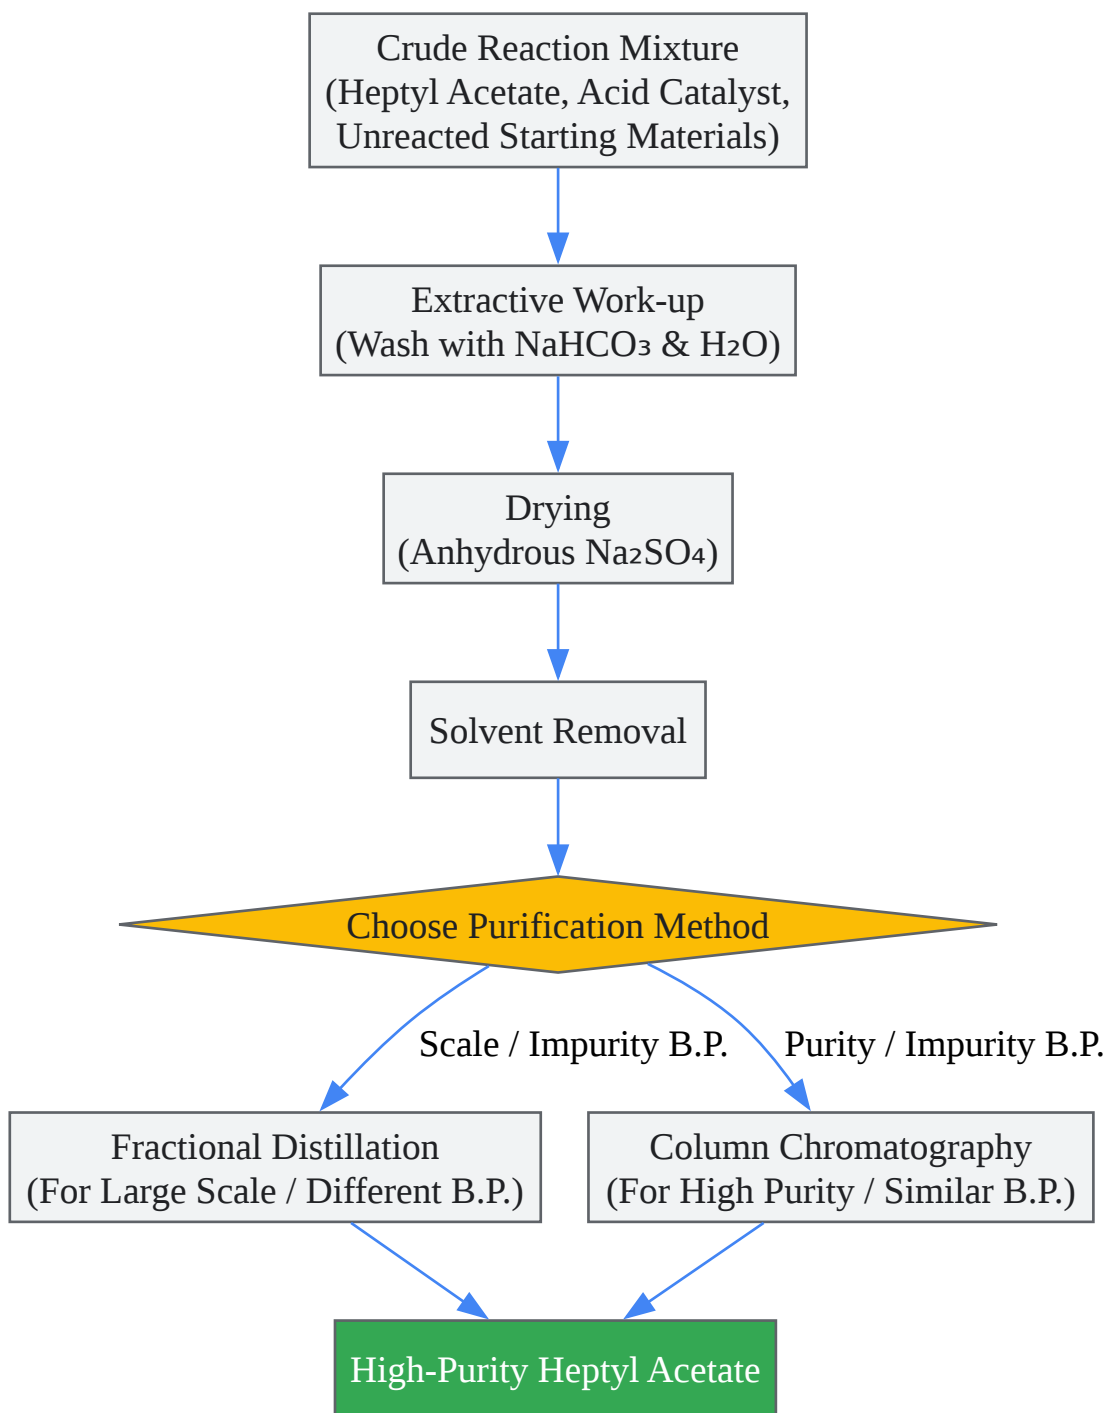 Crude Reaction Mixture
(Heptyl Acetate, Acid Catalyst,
Unreacted Starting Materials)
Extractive Work-up
(Wash with NaHCO₃ & H₂O)
Drying
(Anhydrous Na₂SO₄)
Solvent Removal
Choose Purification Method
Scale / Impurity B.P.
Purity / Impurity B.P.
Fractional Distillation
(For Large Scale / Different B.P.)
Column Chromatography
(For High Purity / Similar B.P.)
High-Purity Heptyl Acetate